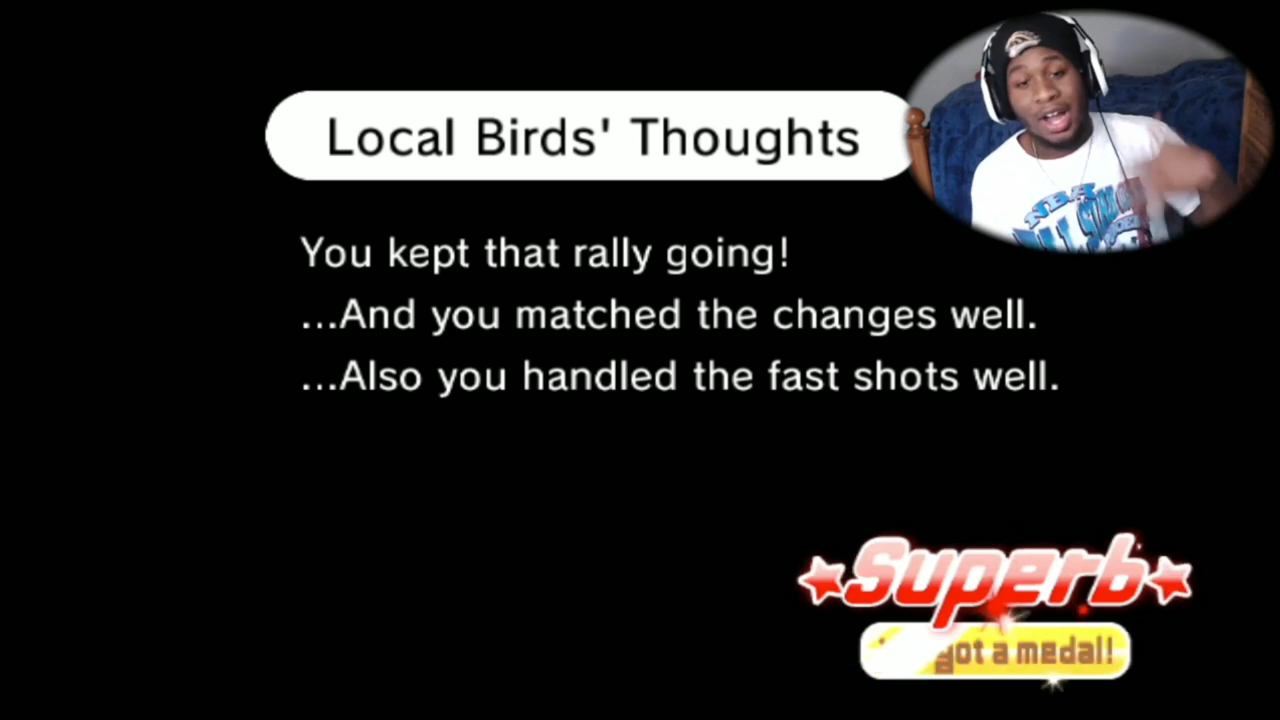 Local Birds' Thoughts
You kept that rally going!
...And you matched the changes well.
...Also you handled the fast shots well.
Superb
got a medal!
NBA